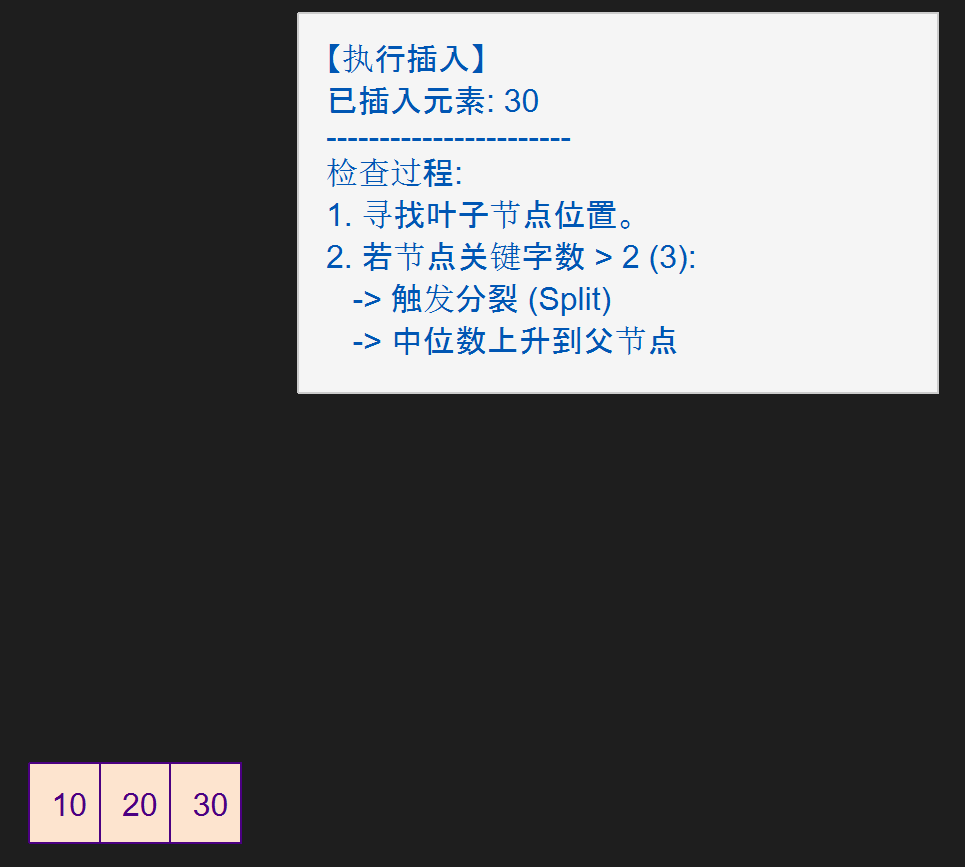 【执行插入】
已插入元素: 30
-----------------------
检查过程:
1. 寻找叶子节点位置。
2. 若节点关键字数 > 2 (3):
-> 触发分裂 (Split)
-> 中位数上升到父节点
10 20 30